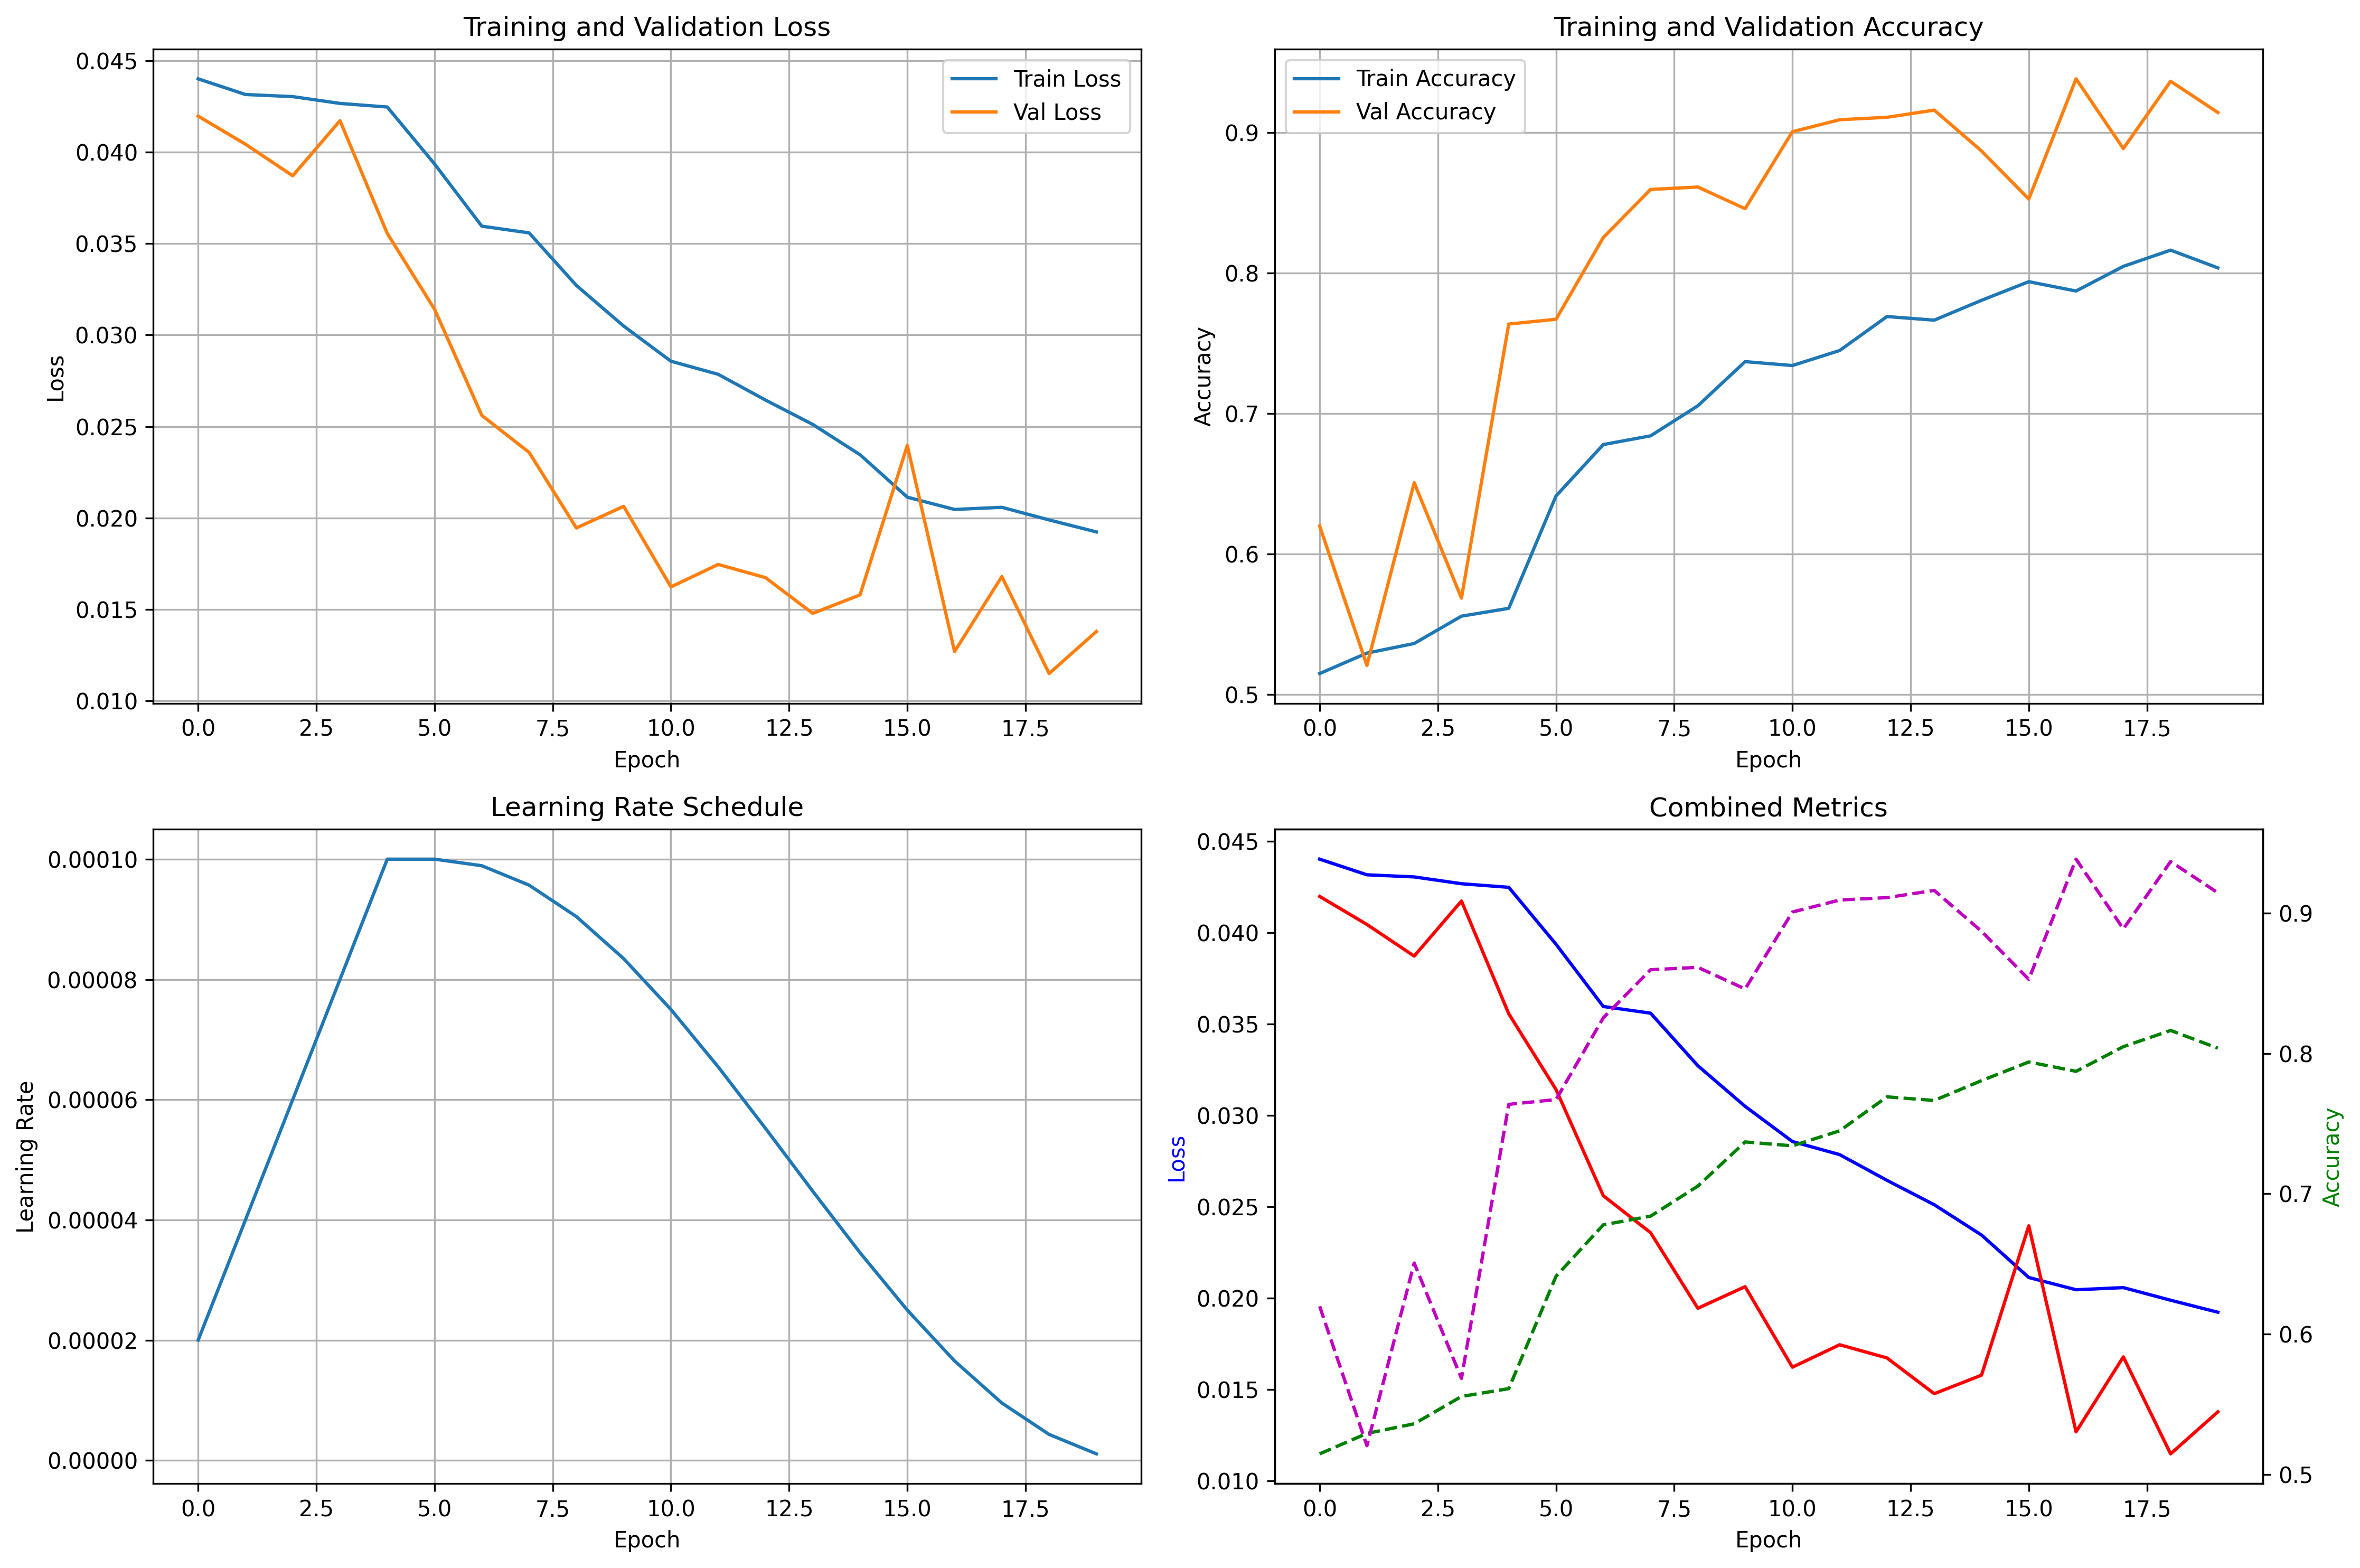 Training and Validation Loss
0.045
0.040
0.035
0.030
0.025
0.020
0.015
0.010
Loss
Train Loss
Val Loss
0.0 2.5 5.0 7.5 10.0 12.5 15.0 17.5
Epoch
Training and Validation Accuracy
0.9
0.8
0.7
0.6
0.5
Accuracy
Train Accuracy
Val Accuracy
0.0 2.5 5.0 7.5 10.0 12.5 15.0 17.5
Epoch
Learning Rate Schedule
0.00010
0.00008
0.00006
0.00004
0.00002
0.00000
Learning Rate
0.0 2.5 5.0 7.5 10.0 12.5 15.0 17.5
Epoch
Combined Metrics
0.045
0.040
0.035
0.030
0.025
0.020
0.015
0.010
Loss
0.9
0.8
0.7
0.6
0.5
Accuracy
0.0 2.5 5.0 7.5 10.0 12.5 15.0 17.5
Epoch